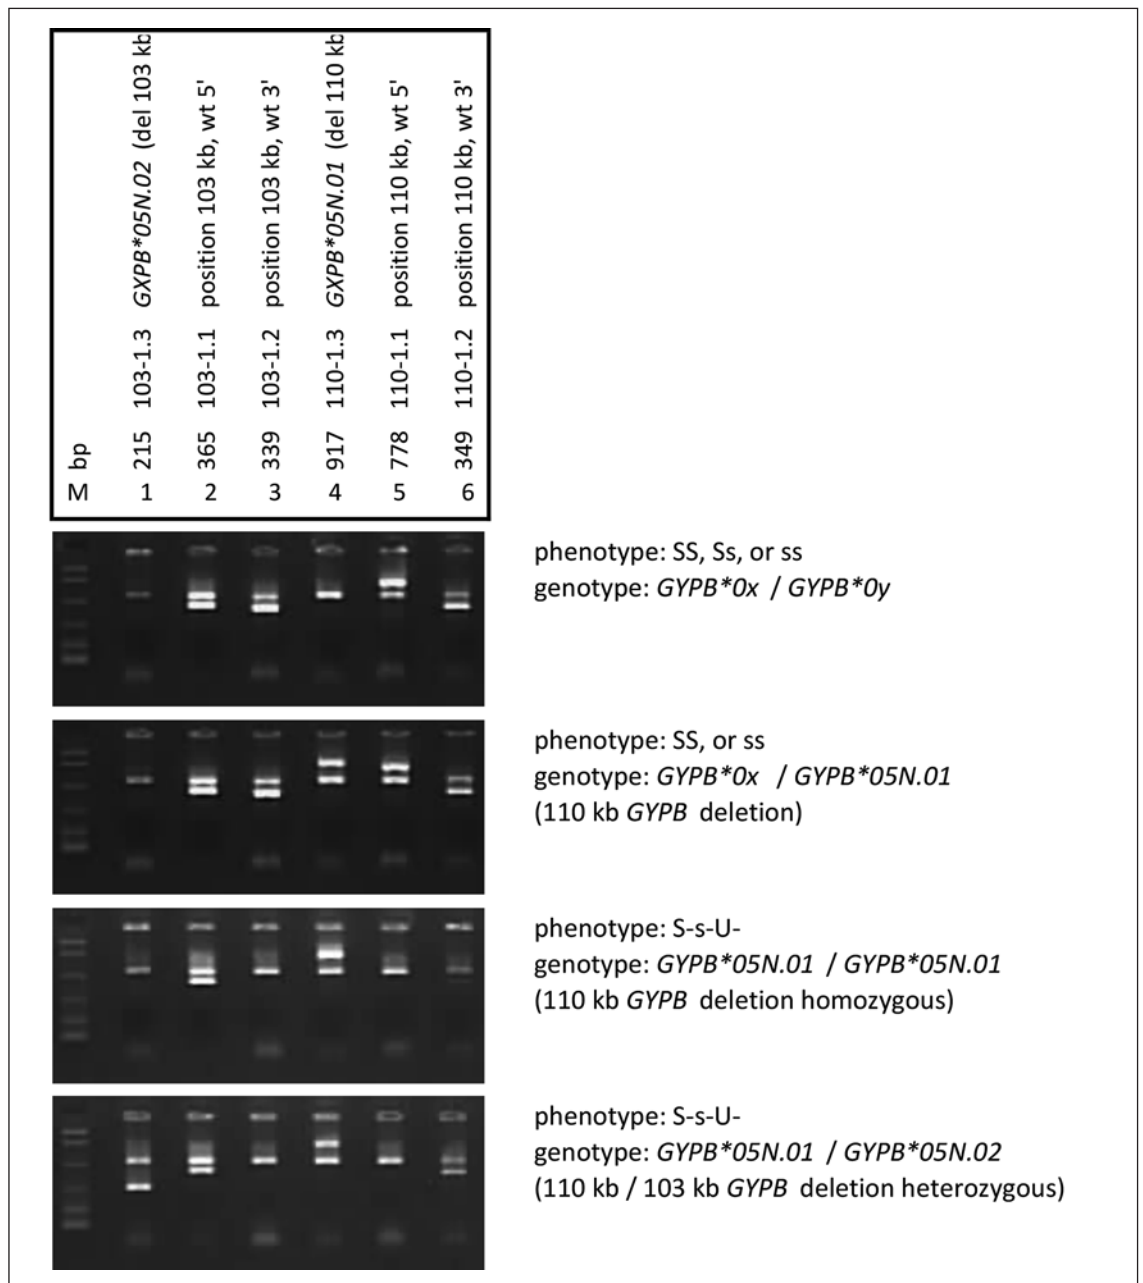 M bp
1 215 103-1.3 GXPB*05N.02 (del 103 kb
2 365 103-1.1 position 103 kb, wt 5'
3 339 103-1.2 position 103 kb, wt 3'
4 917 110-1.3 GXPB*05N.01 (del 110 kb
5 778 110-1.1 position 110 kb, wt 5'
6 349 110-1.2 position 110 kb, wt 3'
phenotype: SS, Ss, or ss
genotype: GYPB*0x / GYPB*0y
phenotype: SS, or ss
genotype: GYPB*0x / GYPB*05N.01
(110 kb GYPB deletion)
phenotype: S-s-U-
genotype: GYPB*05N.01 / GYPB*05N.01
(110 kb GYPB deletion homozygous)
phenotype: S-s-U-
genotype: GYPB*05N.01 / GYPB*05N.02
(110 kb / 103 kb GYPB deletion heterozygous)